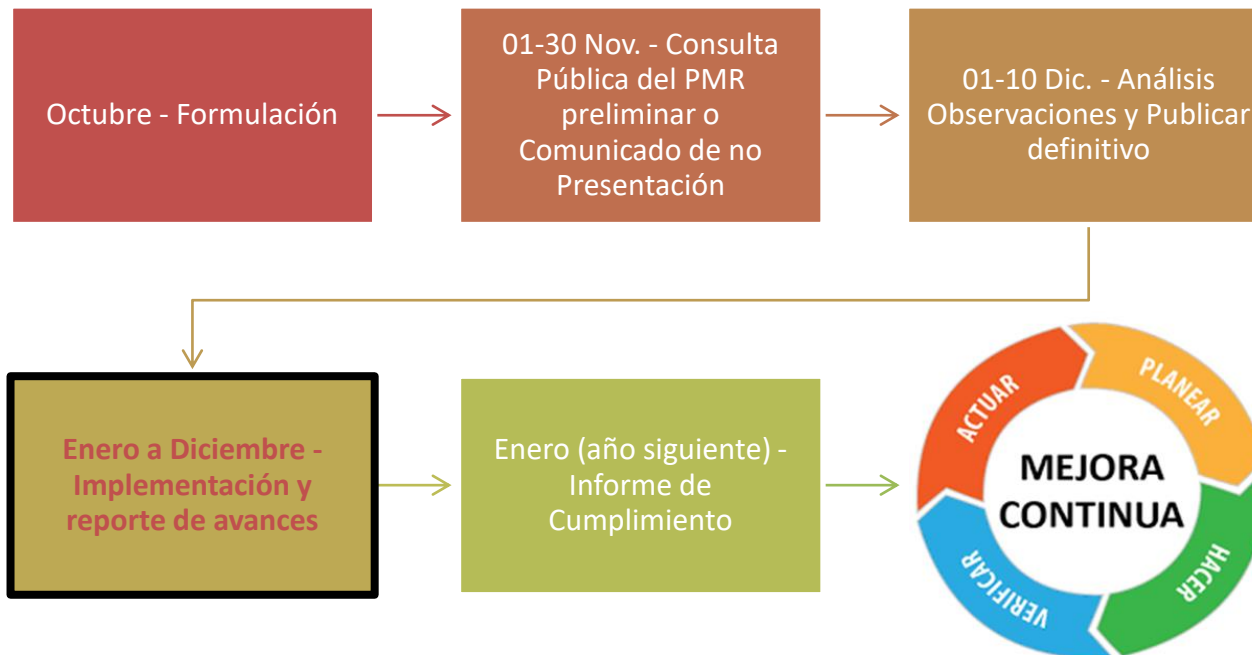 Octubre - Formulación
01-30 Nov. - Consulta
Pública del PMR
preliminar o
Comunicado de no
Presentación
01-10 Dic. - Análisis
Observaciones y Publicar
definitivo
Enero a Diciembre -
Implementación y
reporte de avances
Enero (año siguiente) -
Informe de
Cumplimiento
ACTUAR
PLANEAR
MEJORA
CONTINUA
VERIFICAR
HACER